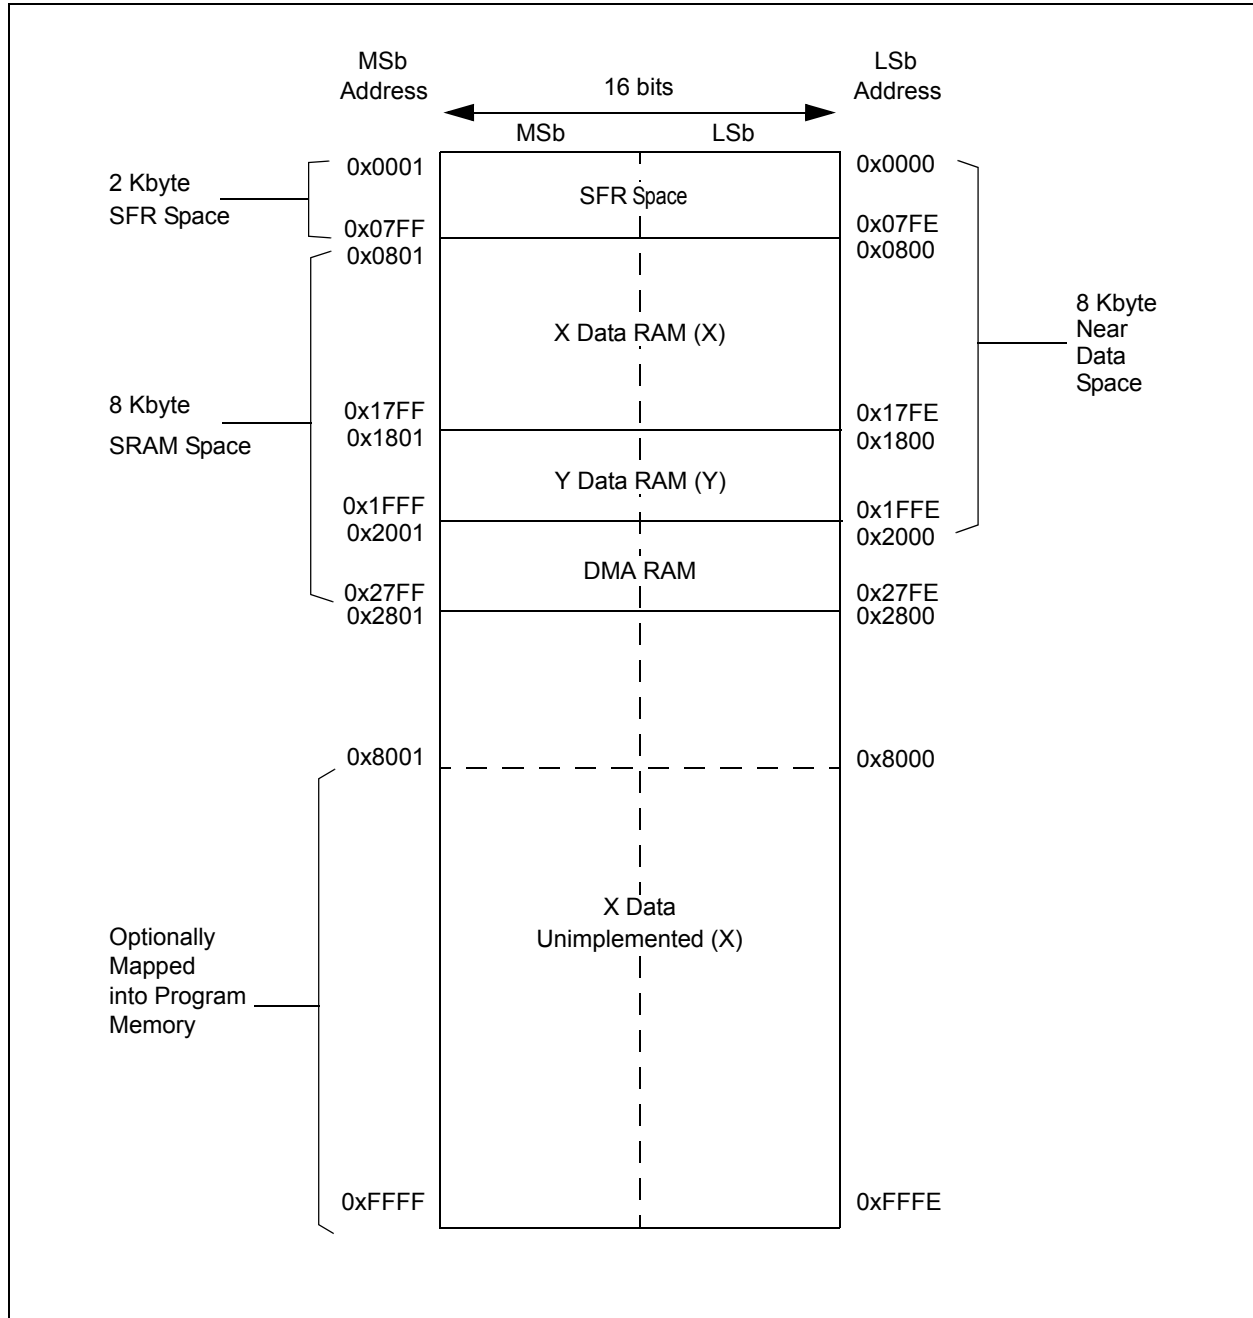 MSb
Address
16 bits
LSb
Address
MSb
LSb
0x0001
0x0000
2 Kbyte
SFR Space
SFR Space
0x07FF
0x07FE
0x0801
0x0800
X Data RAM (X)
8 Kbyte
Near
Data
Space
8 Kbyte
SRAM Space
0x17FF
0x17FE
0x1801
0x1800
Y Data RAM (Y)
0x1FFF
0x1FFE
0x2001
0x2000
DMA RAM
0x27FF
0x27FE
0x2801
0x2800
0x8001
0x8000
X Data
Unimplemented (X)
Optionally
Mapped
into Program
Memory
0xFFFF
0xFFFE